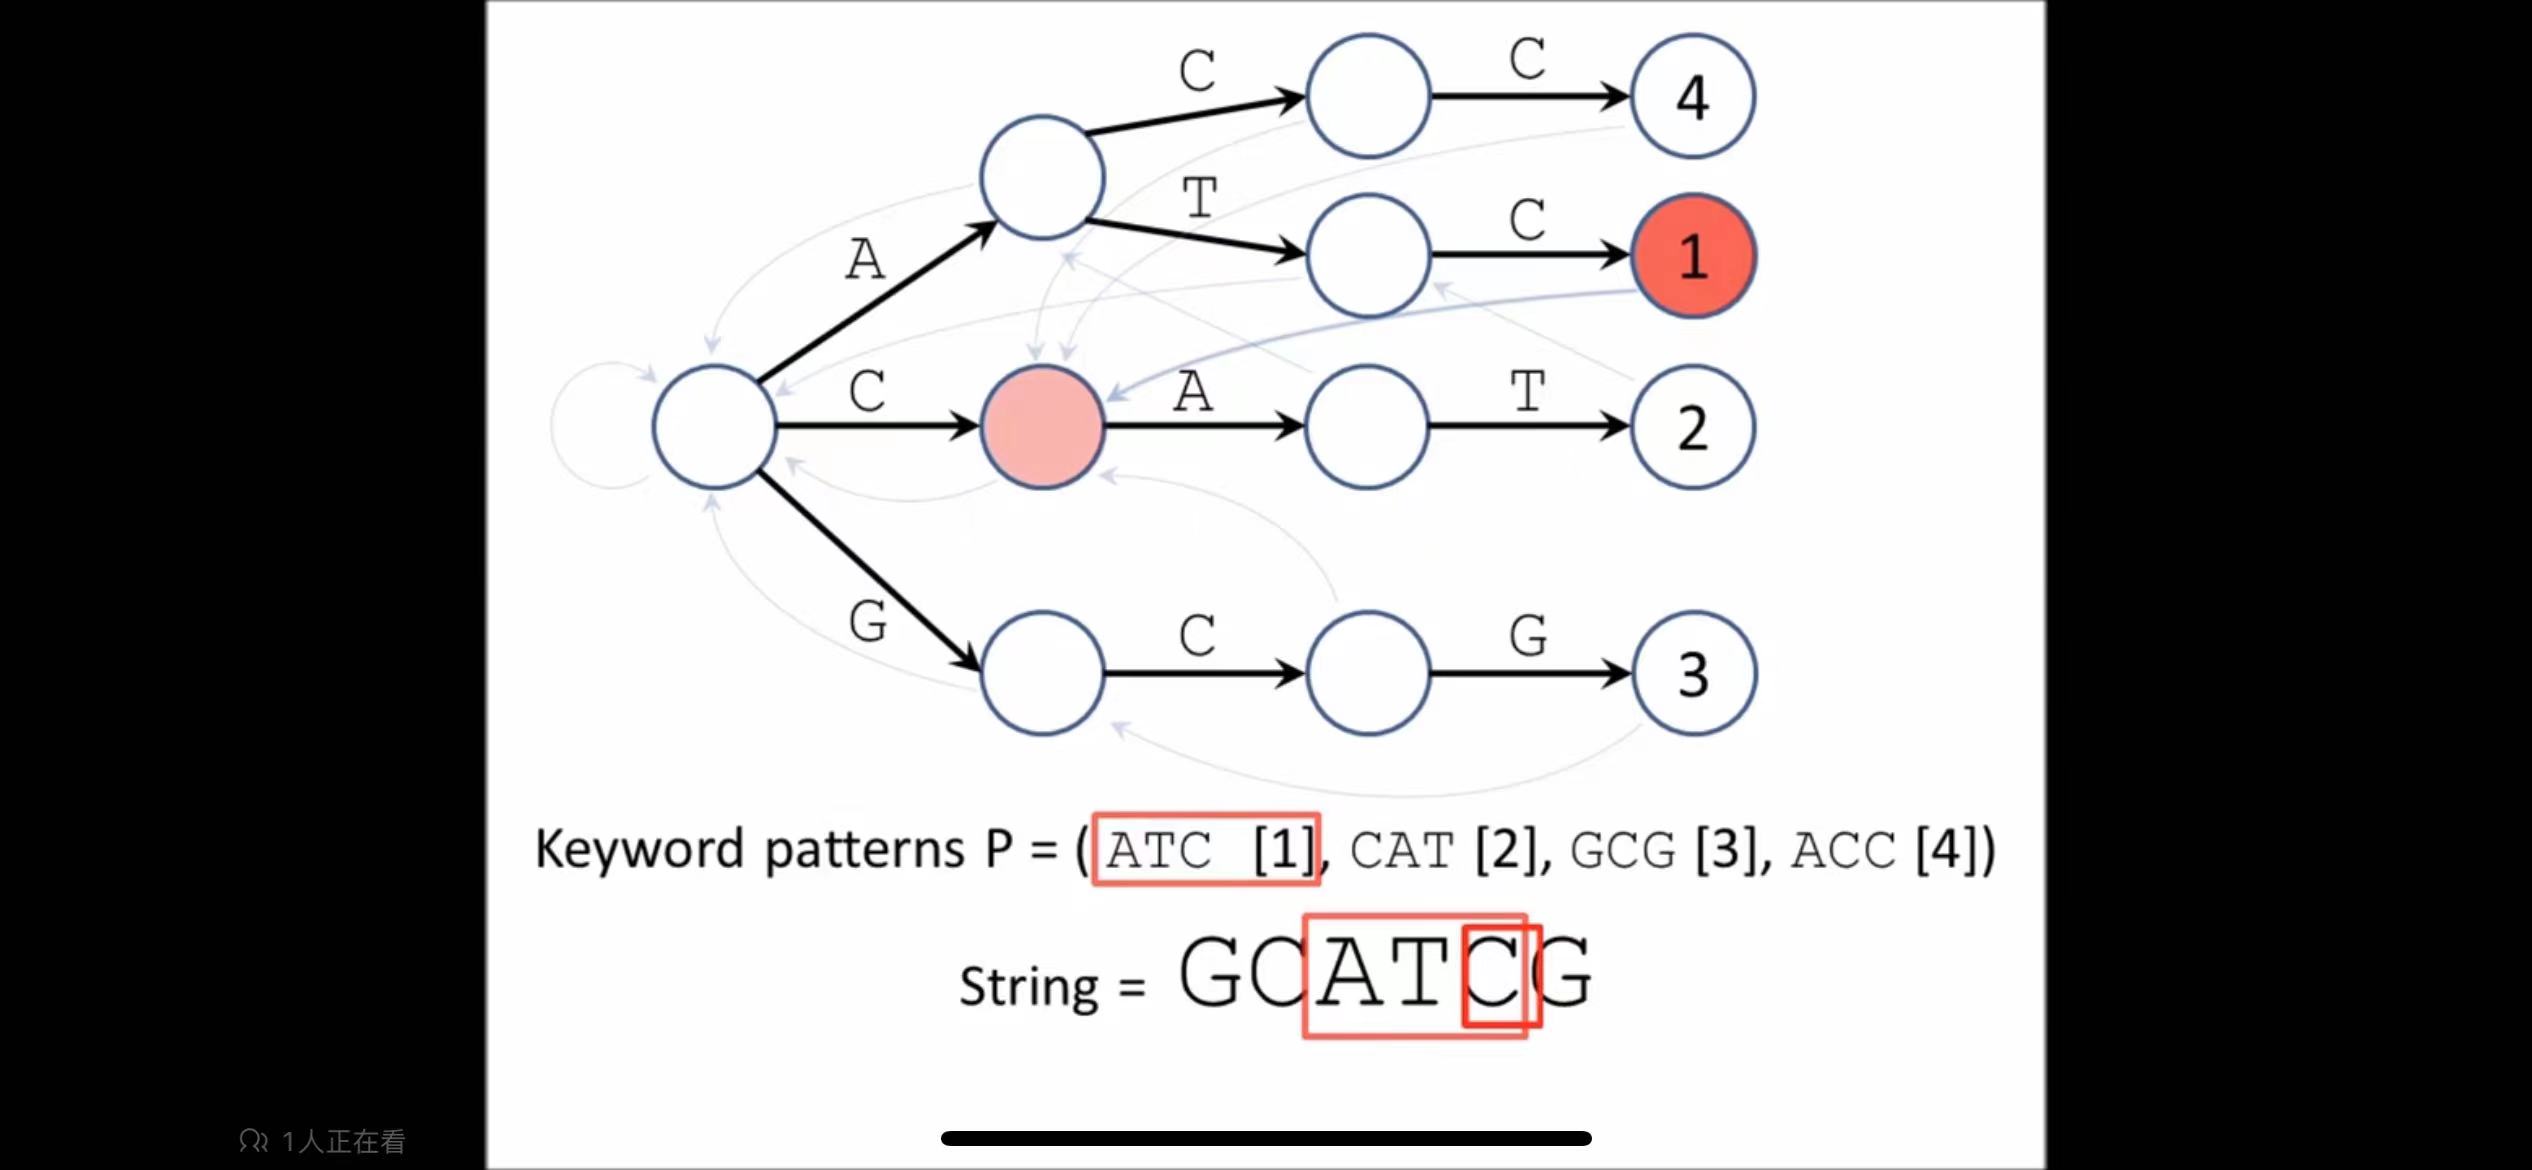 C C 4
T C 1
A
C A T 2
G C G 3
Keyword patterns P = (ATC [1], CAT [2], GCG [3], ACC [4])
String = GCATCG
1人正在看